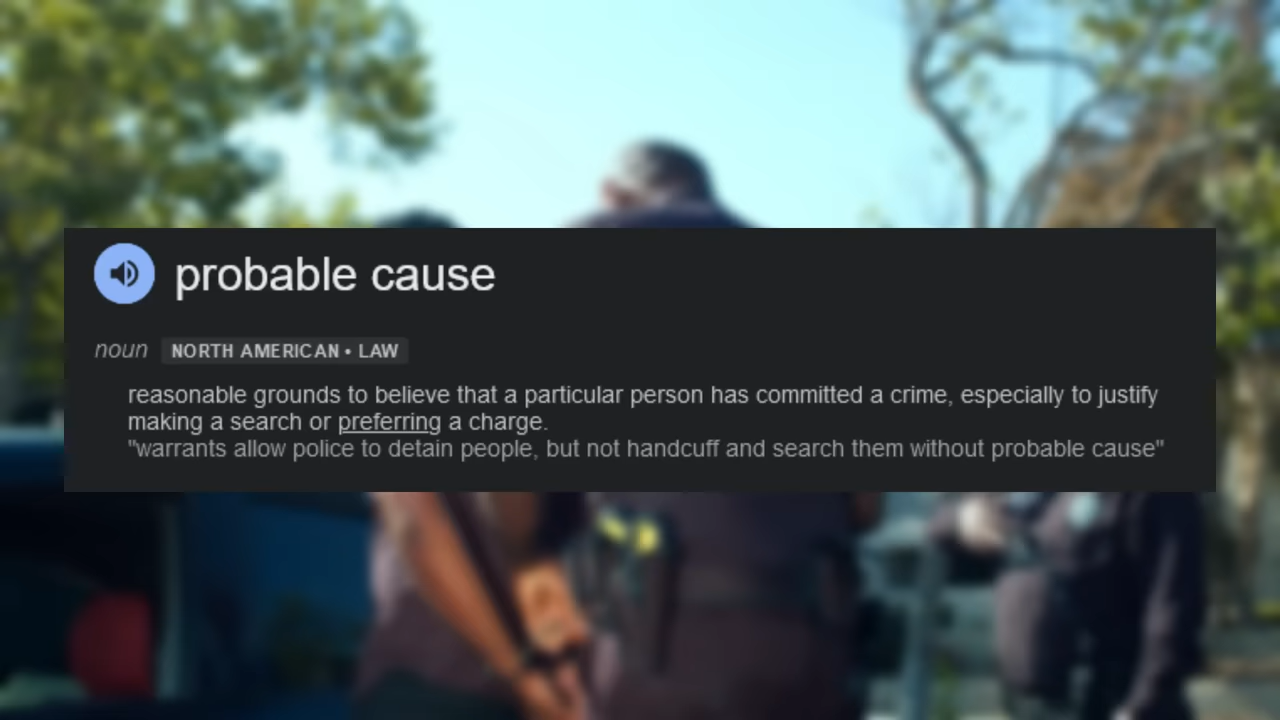 probable cause
noun NORTH AMERICAN • LAW
reasonable grounds to believe that a particular person has committed a crime, especially to justify
making a search or preferring a charge.
"warrants allow police to detain people, but not handcuff and search them without probable cause"